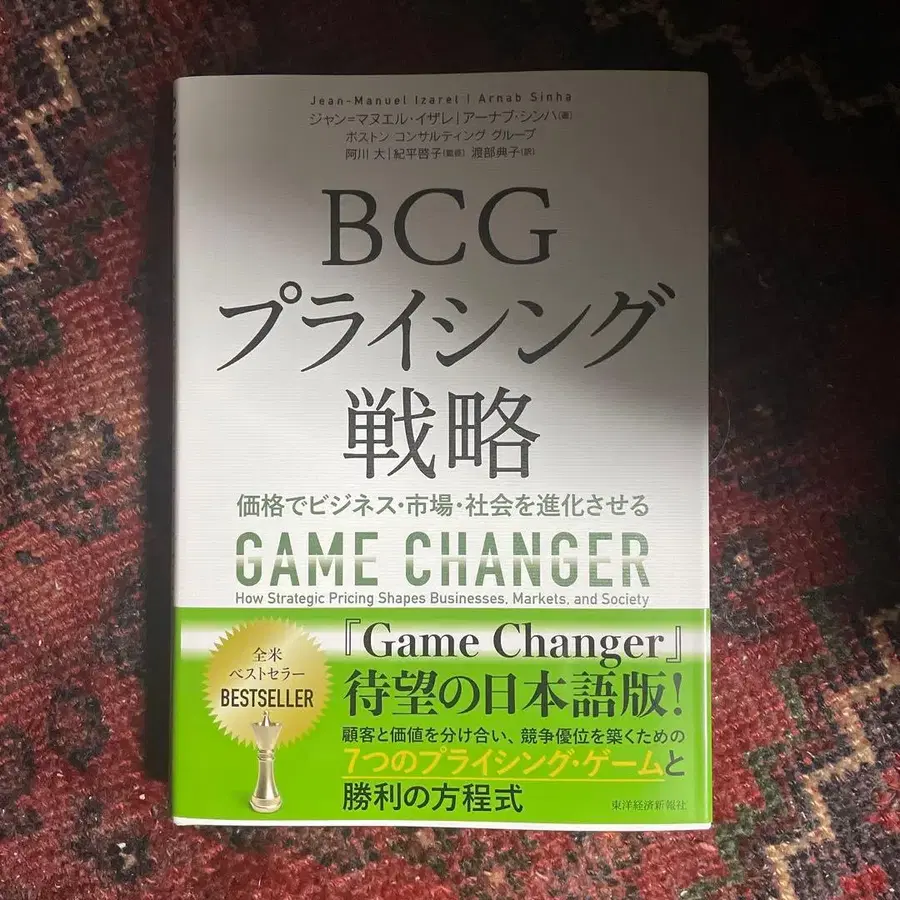 Jean-Manuel Izaret | Arnab Sinha
ジャン=マヌエル・イザレ|アーナブ・シンハ(著)
ボストン コンサルティング グループ
阿川 大|紀平啓子(監修) 渡部典子(訳)
BCG
プライシング
戦略
価格でビジネス・市場・社会を進化させる
GAME CHANGER
How Strategic Pricing Shapes Businesses, Markets, and Society
全米
ベストセラー
BESTSELLER
『Game Changer』
待望の日本語版!
顧客と価値を分け合い、競争優位を築くための
7つのプライシング・ゲームと
勝利の方程式
東洋経済新報社